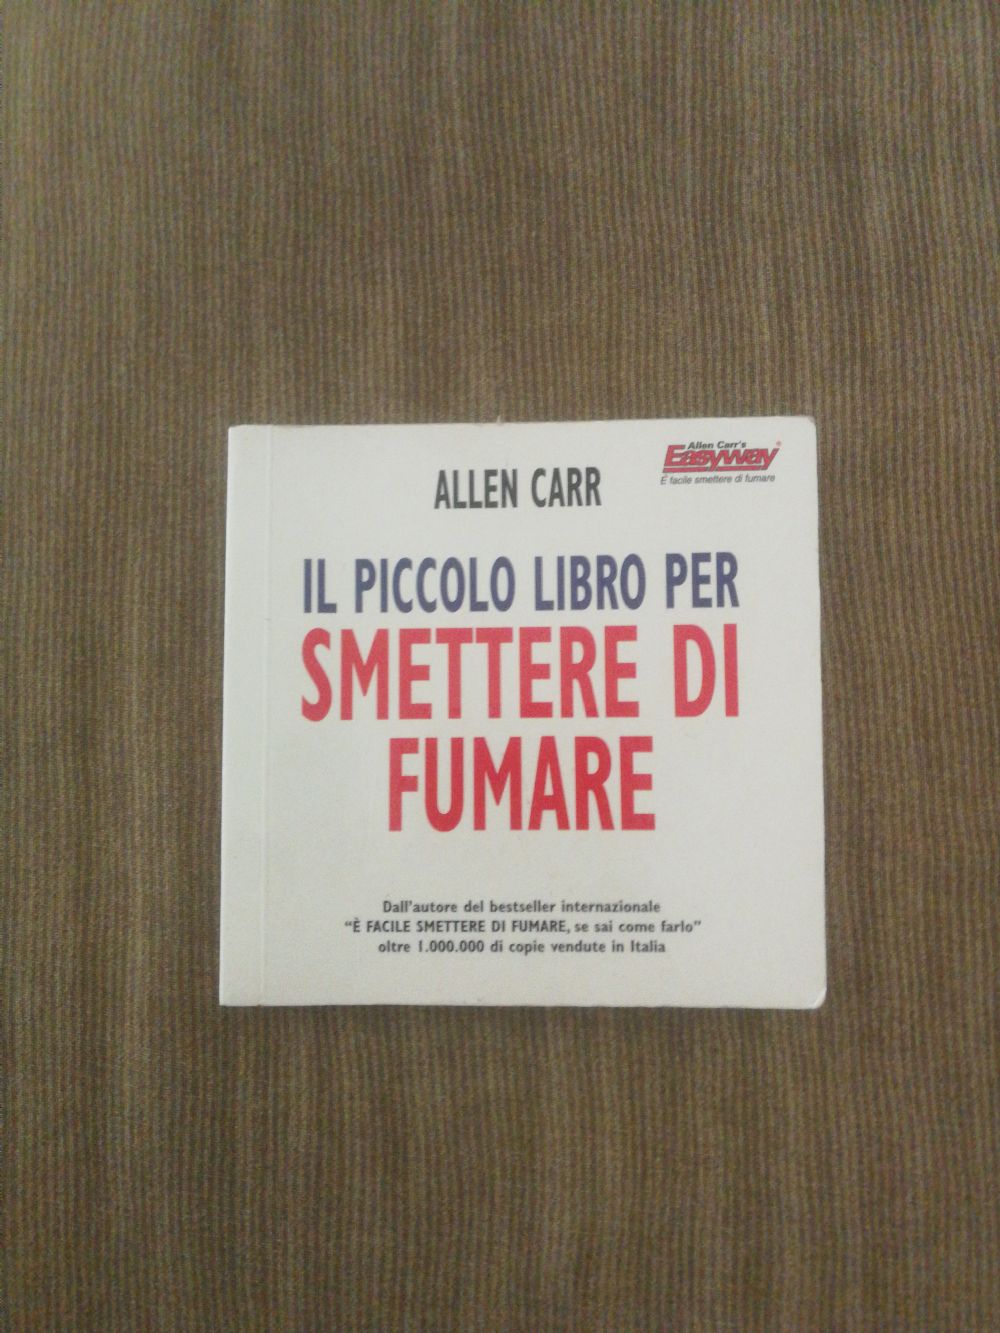 Allen Carr's
Easyway®
È facile smettere di fumare
ALLEN CARR
IL PICCOLO LIBRO PER
SMETTERE DI
FUMARE
Dall'autore del bestseller internazionale
"È FACILE SMETTERE DI FUMARE, se sai come farlo"
oltre 1.000.000 di copie vendute in Italia